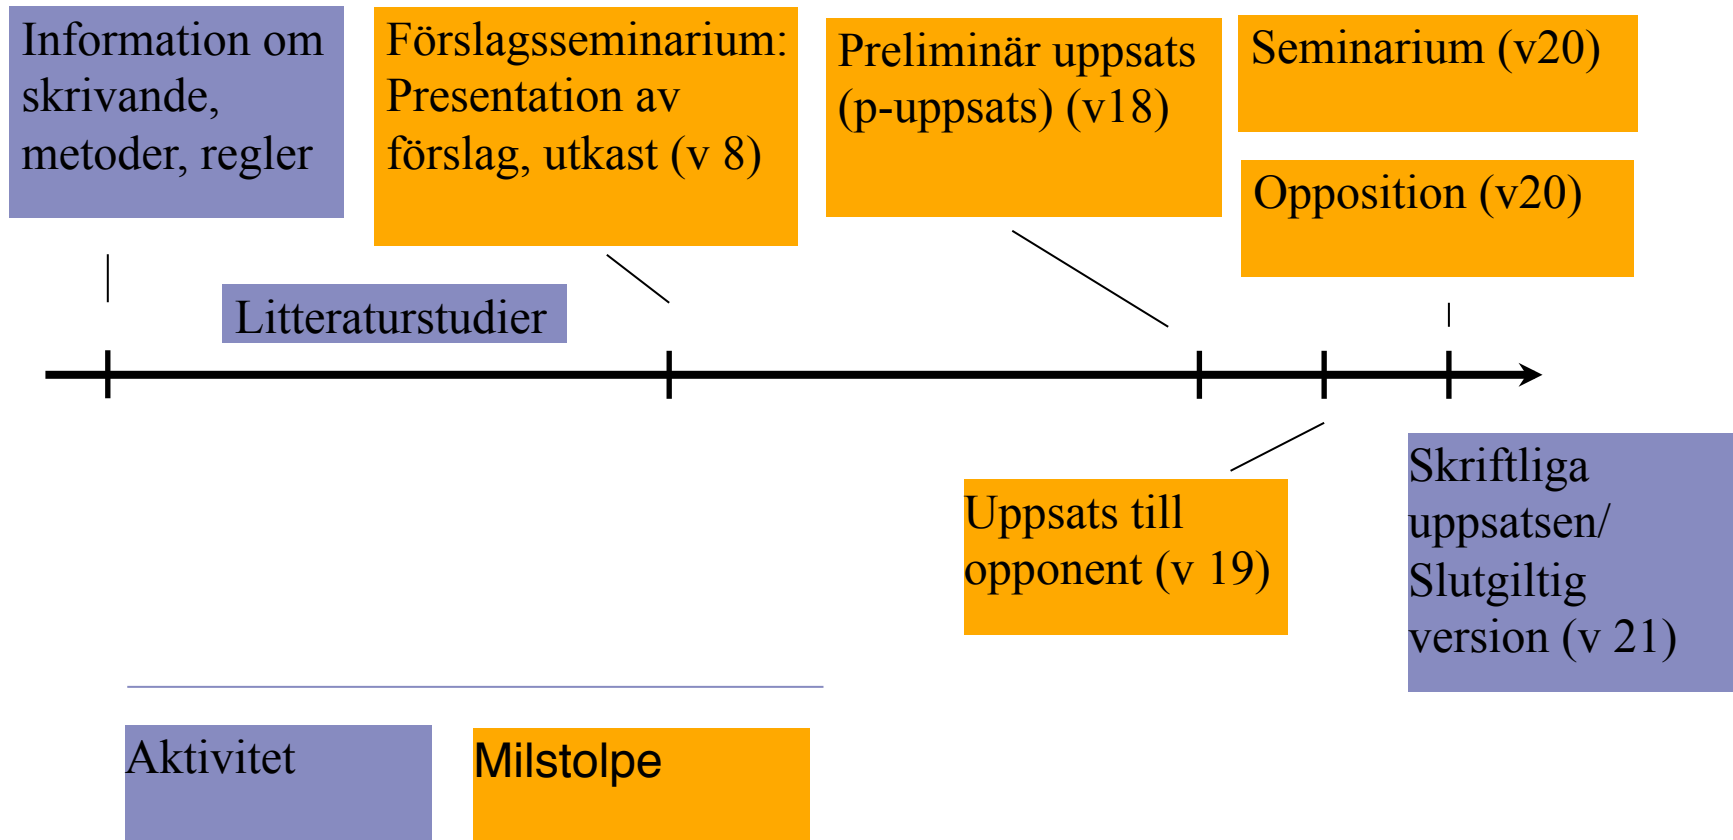 Information om
skrivande,
metoder, regler
Förslagsseminarium:
Presentation av
förslag, utkast (v 8)
Preliminär uppsats
(p-uppsats) (v18)
Seminarium (v20)
Opposition (v20)
Litteraturstudier
Uppsats till
opponent (v 19)
Skriftliga
uppsatsen/
Slutgiltig
version (v 21)
Aktivitet
Milstolpe